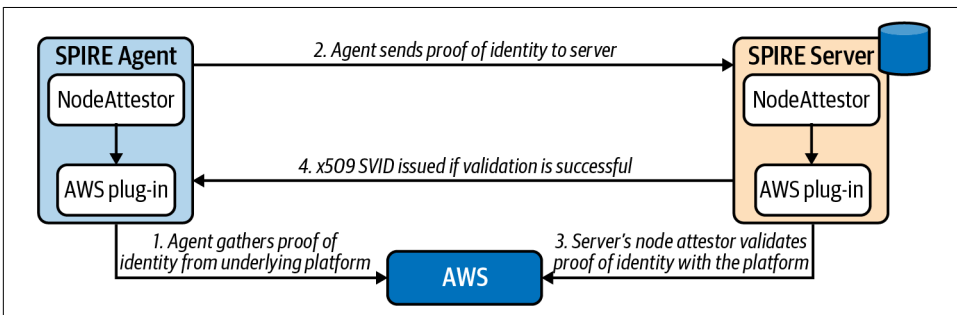 SPIRE Agent
NodeAttestor
AWS plug-in
2. Agent sends proof of identity to server
SPIRE Server
NodeAttestor
AWS plug-in
4. x509 SVID issued if validation is successful
1. Agent gathers proof of
identity from underlying platform
3. Server's node attestor validates
proof of identity with the platform
AWS